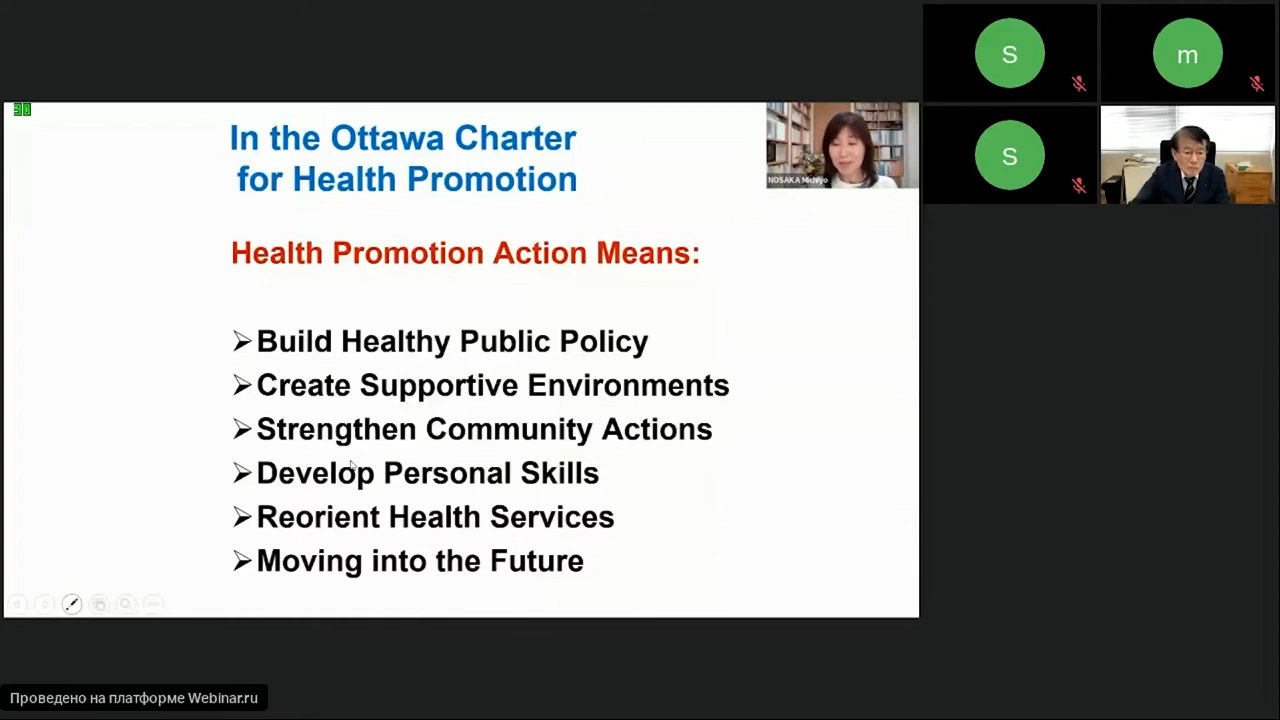 30
In the Ottawa Charter
for Health Promotion
NOSAKA Michiyo
Health Promotion Action Means:
➢Build Healthy Public Policy
➢Create Supportive Environments
➢Strengthen Community Actions
➢Develop Personal Skills
➢Reorient Health Services
➢Moving into the Future
S
m
S
Проведено на платформе Webinar.ru